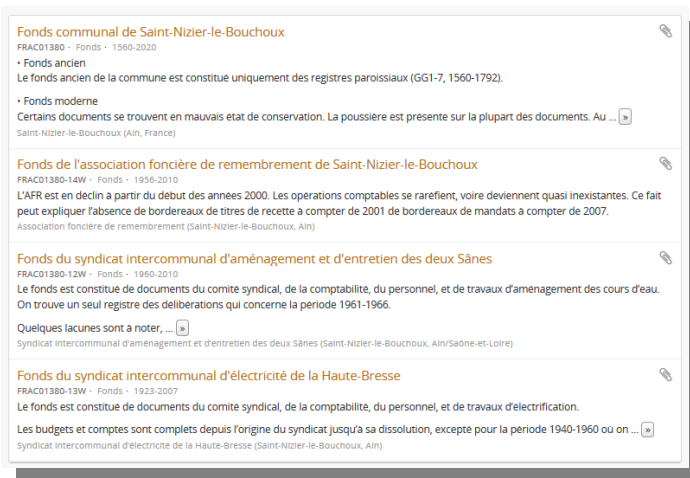 Fonds communal de Saint-Nizier-le-Bouchoux
FRAC01380 · Fonds · 1560-2020
• Fonds ancien
Le fonds ancien de la commune est constitué uniquement des registres paroissiaux (GG1-7, 1560-1792).
• Fonds moderne
Certains documents se trouvent en mauvais état de conservation. La poussière est présente sur la plupart des documents. Au ... »
Saint-Nizier-le-Bouchoux (Ain, France)
Fonds de l'association foncière de remembrement de Saint-Nizier-le-Bouchoux
FRAC01380-14W · Fonds · 1956-2010
L'AFR est en déclin à partir du début des années 2000. Les opérations comptables se raréfient, voire deviennent quasi inexistantes. Ce fait
peut expliquer l'absence de bordereaux de titres de recette à compter de 2001 de bordereaux de mandats à compter de 2007.
Association foncière de remembrement (Saint-Nizier-le-Bouchoux, Ain)
Fonds du syndicat intercommunal d'aménagement et d'entretien des deux Sânes
FRAC01380-12W · Fonds · 1960-2010
Le fonds est constitué de documents du comité syndical, de la comptabilité, du personnel, et de travaux d'aménagement des cours d'eau.
On trouve un seul registre des délibérations qui concerne la période 1961-1966.
Quelques lacunes sont à noter, ... »
Syndicat intercommunal d'aménagement et d'entretien des deux Sânes (Saint-Nizier-le-Bouchoux, Ain/Saône-et-Loire)
Fonds du syndicat intercommunal d'électricité de la Haute-Bresse
FRAC01380-13W · Fonds · 1923-2007
Le fonds est constitué de documents du comité syndical, de la comptabilité, du personnel, et de travaux d'électrification.
Les budgets et comptes sont complets depuis l'origine du syndicat jusqu'à sa dissolution, excepté pour la période 1940-1960 où on ... »
Syndicat intercommunal d'électricité de la Haute-Bresse (Saint-Nizier-le-Bouchoux, Ain)